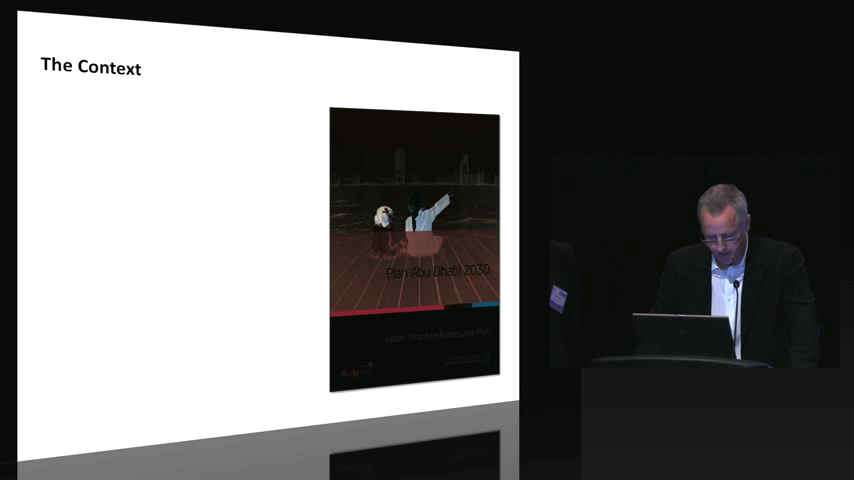 The Context
Plan Abu Dhabi 2030
Urban Structure Framework Plan